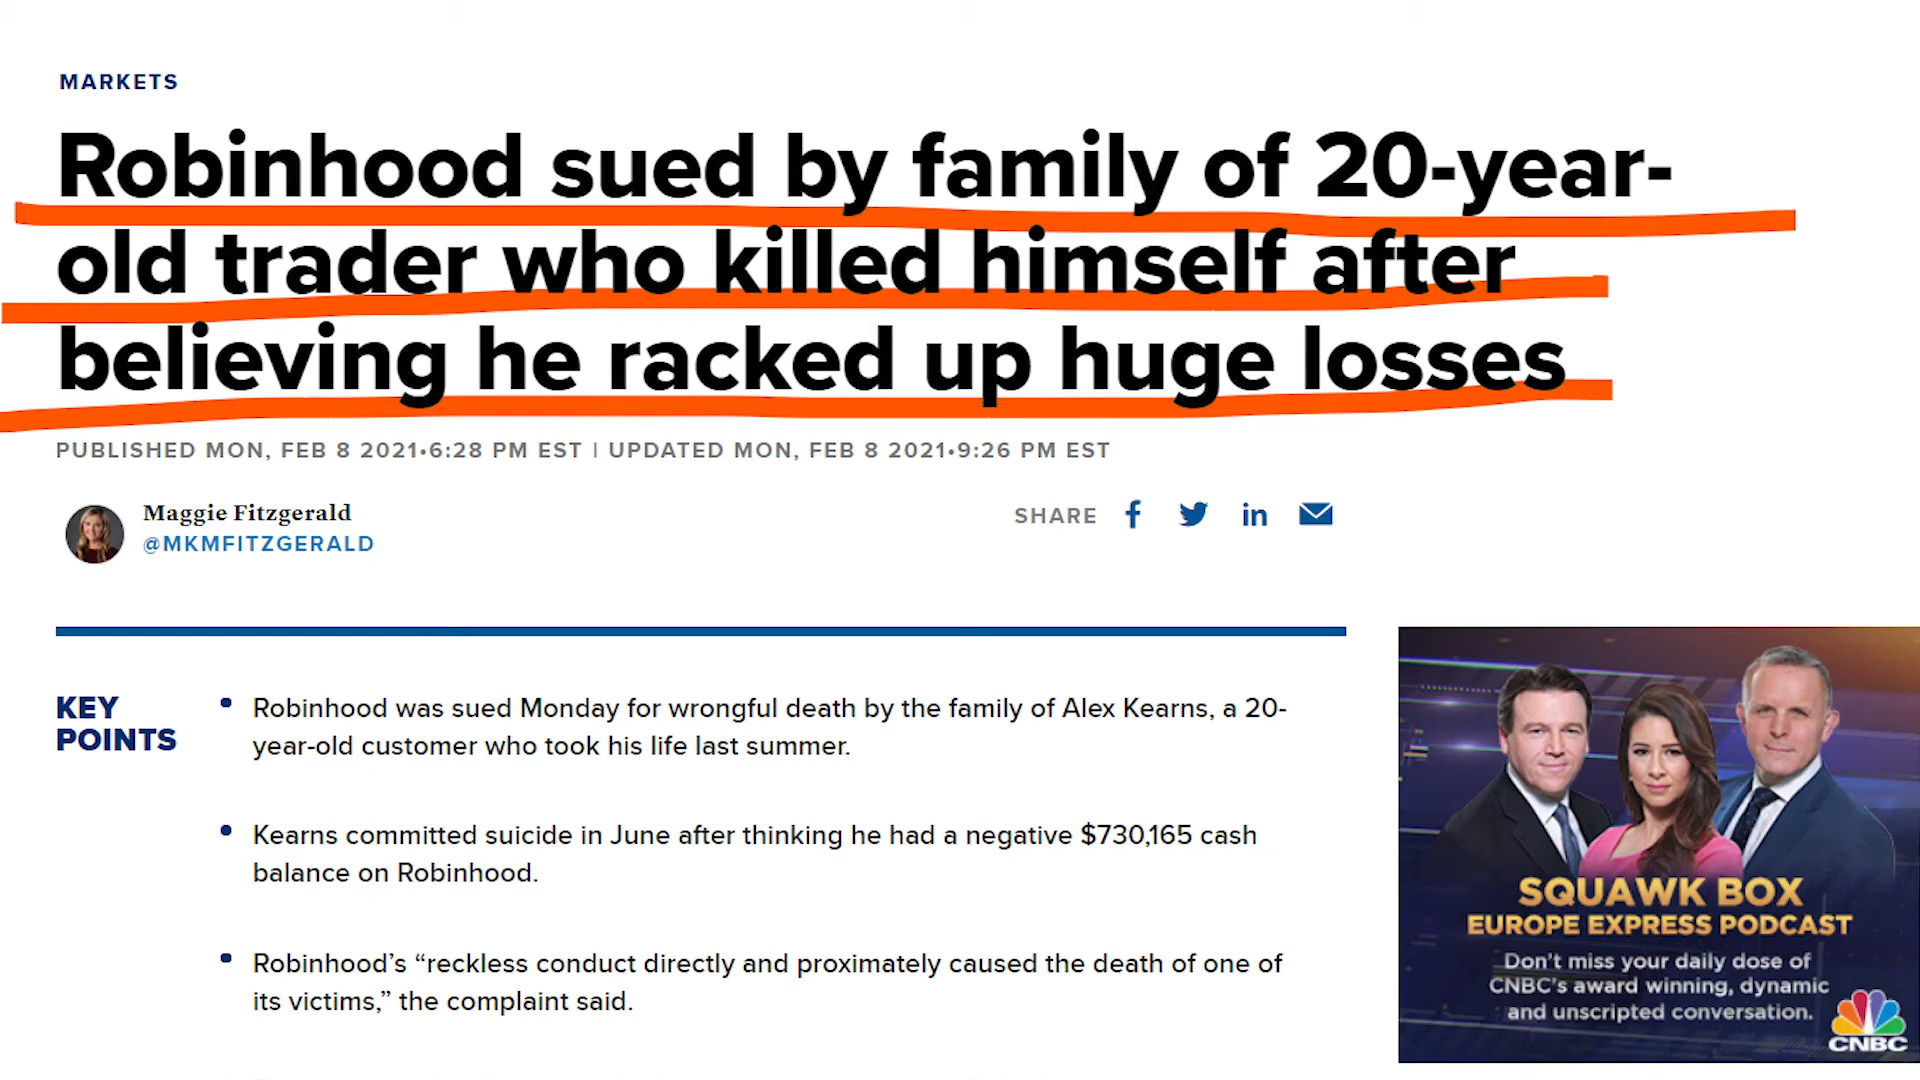 MARKETS
Robinhood sued by family of 20-year-
old trader who killed himself after
believing he racked up huge losses
PUBLISHED MON, FEB 8 2021•6:28 PM EST | UPDATED MON, FEB 8 2021•9:26 PM EST
Maggie Fitzgerald
@MKMFITZGERALD
SHARE
KEY
POINTS
• Robinhood was sued Monday for wrongful death by the family of Alex Kearns, a 20-
year-old customer who took his life last summer.
• Kearns committed suicide in June after thinking he had a negative $730,165 cash
balance on Robinhood.
• Robinhood’s “reckless conduct directly and proximately caused the death of one of
its victims,” the complaint said.
SQUAWK BOX
EUROPE EXPRESS PODCAST
Don’t miss your daily dose of
CNBC’s award winning, dynamic
and unscripted conversation.
CNBC